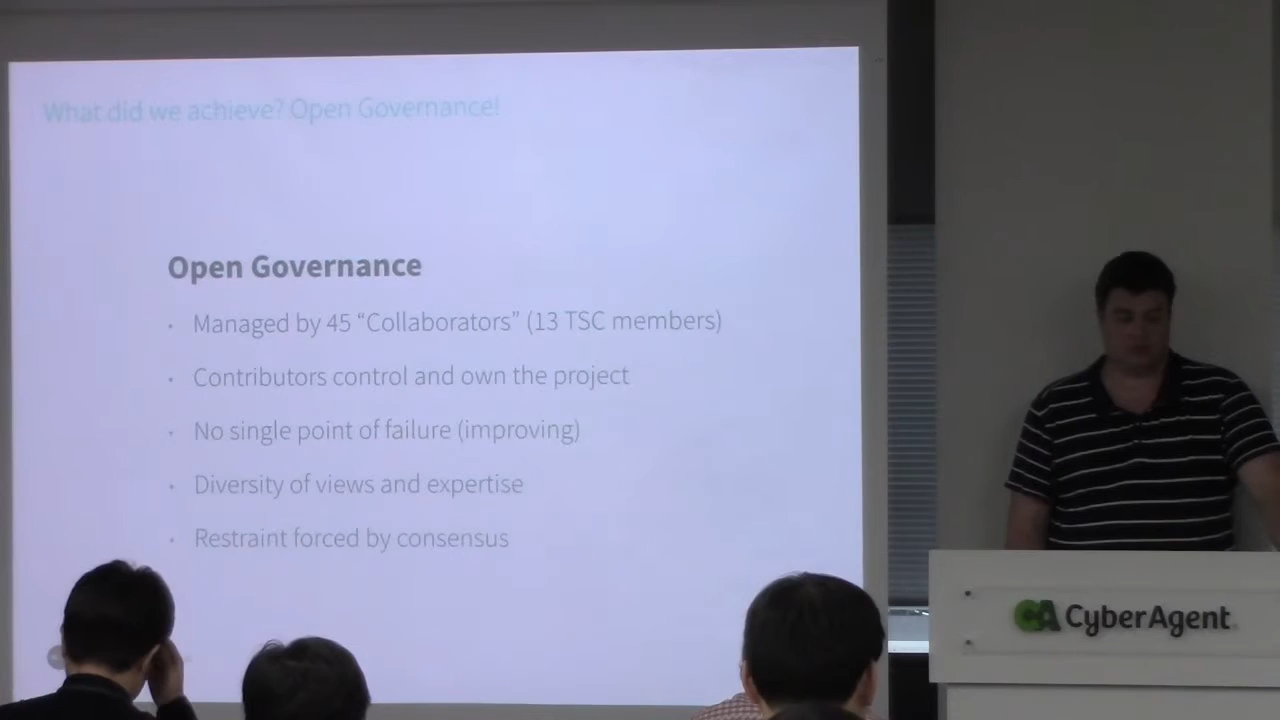 What did we achieve? Open Governance!
Open Governance
• Managed by 45 “Collaborators” (13 TSC members)
• Contributors control and own the project
• No single point of failure (improving)
• Diversity of views and expertise
• Restraint forced by consensus
CA CyberAgent